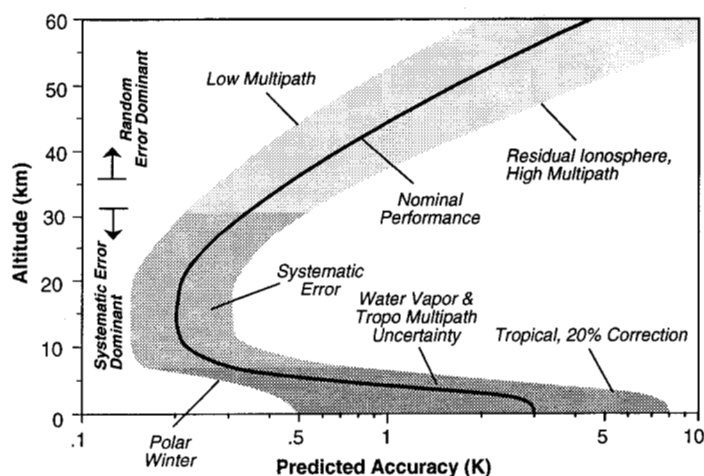 60
50
40
30
20
10
0
Altitude (km)
Random
Error Dominant
Systematic Error
Dominant
Low Multipath
Residual Ionosphere,
High Multipath
Nominal
Performance
Systematic
Error
Water Vapor &
Tropo Multipath
Uncertainty
Tropical, 20% Correction
Polar
Winter
.1 .5 1 5 10
Predicted Accuracy (K)